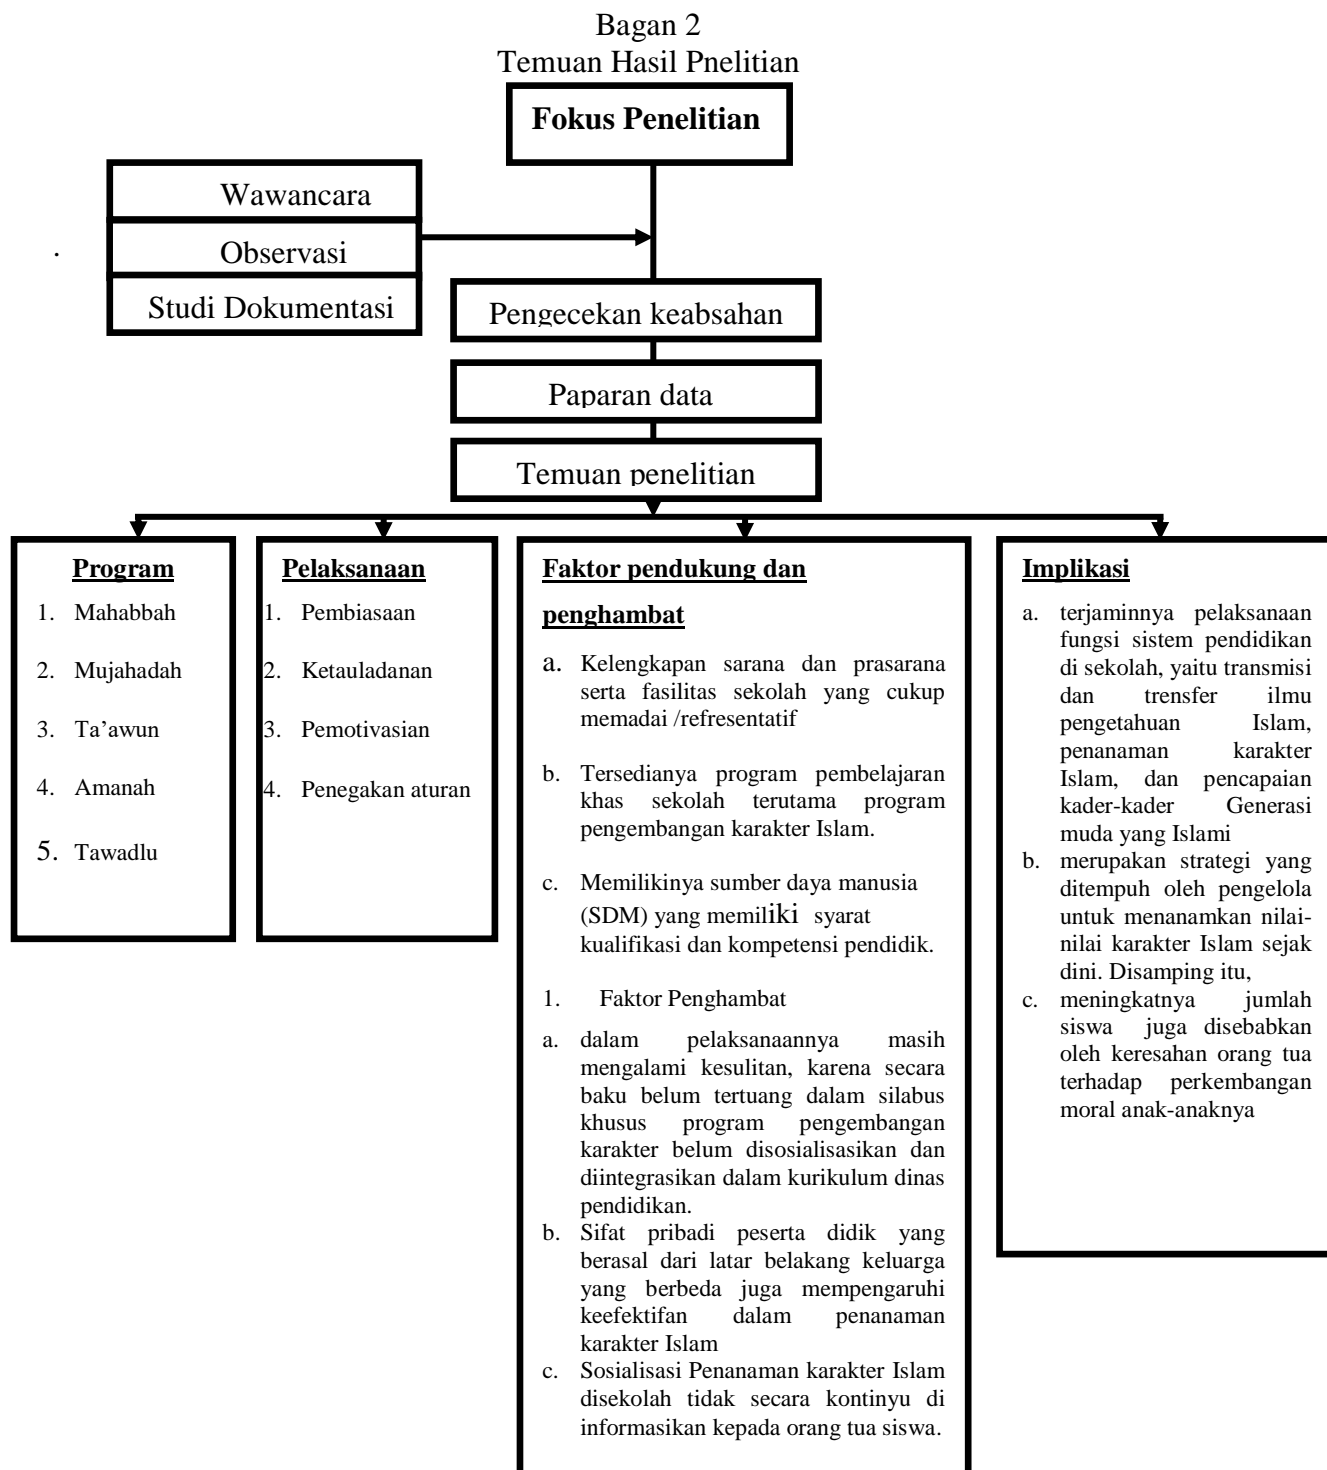 Bagan 2
Temuan Hasil Pnelitian
Fokus Penelitian
Wawancara
Observasi
Studi Dokumentasi
.
Pengecekan keabsahan
Paparan data
Temuan penelitian
Program
1. Mahabbah
2. Mujahadah
3. Ta’awun
4. Amanah
5. Tawadlu
Pelaksanaan
1. Pembiasaan
2. Ketauladanan
3. Pemotivasian
4. Penegakan aturan
Faktor pendukung dan
penghambat
a. Kelengkapan sarana dan prasarana
serta fasilitas sekolah yang cukup
memadai /refresentatif
b. Tersedianya program pembelajaran
khas sekolah terutama program
pengembangan karakter Islam.
c. Memilikinya sumber daya manusia
(SDM) yang memiliki syarat
kualifikasi dan kompetensi pendidik.
1. Faktor Penghambat
a. dalam pelaksanaannya masih
mengalami kesulitan, karena secara
baku belum tertuang dalam silabus
khusus program pengembangan
karakter belum disosialisasikan dan
diintegrasikan dalam kurikulum dinas
pendidikan.
b. Sifat pribadi peserta didik yang
berasal dari latar belakang keluarga
yang berbeda juga mempengaruhi
keefektifan dalam penanaman
karakter Islam
c. Sosialisasi Penanaman karakter Islam
disekolah tidak secara kontinyu di
informasikan kepada orang tua siswa.
Implikasi
a. terjaminnya pelaksanaan
fungsi sistem pendidikan
di sekolah, yaitu transmisi
dan trensfer ilmu
pengetahuan Islam,
penanaman karakter
Islam, dan pencapaian
kader-kader Generasi
muda yang Islami
b. merupakan strategi yang
ditempuh oleh pengelola
untuk menanamkan nilai-
nilai karakter Islam sejak
dini. Disamping itu,
c. meningkatnya jumlah
siswa juga disebabkan
oleh keresahan orang tua
terhadap perkembangan
moral anak-anaknya